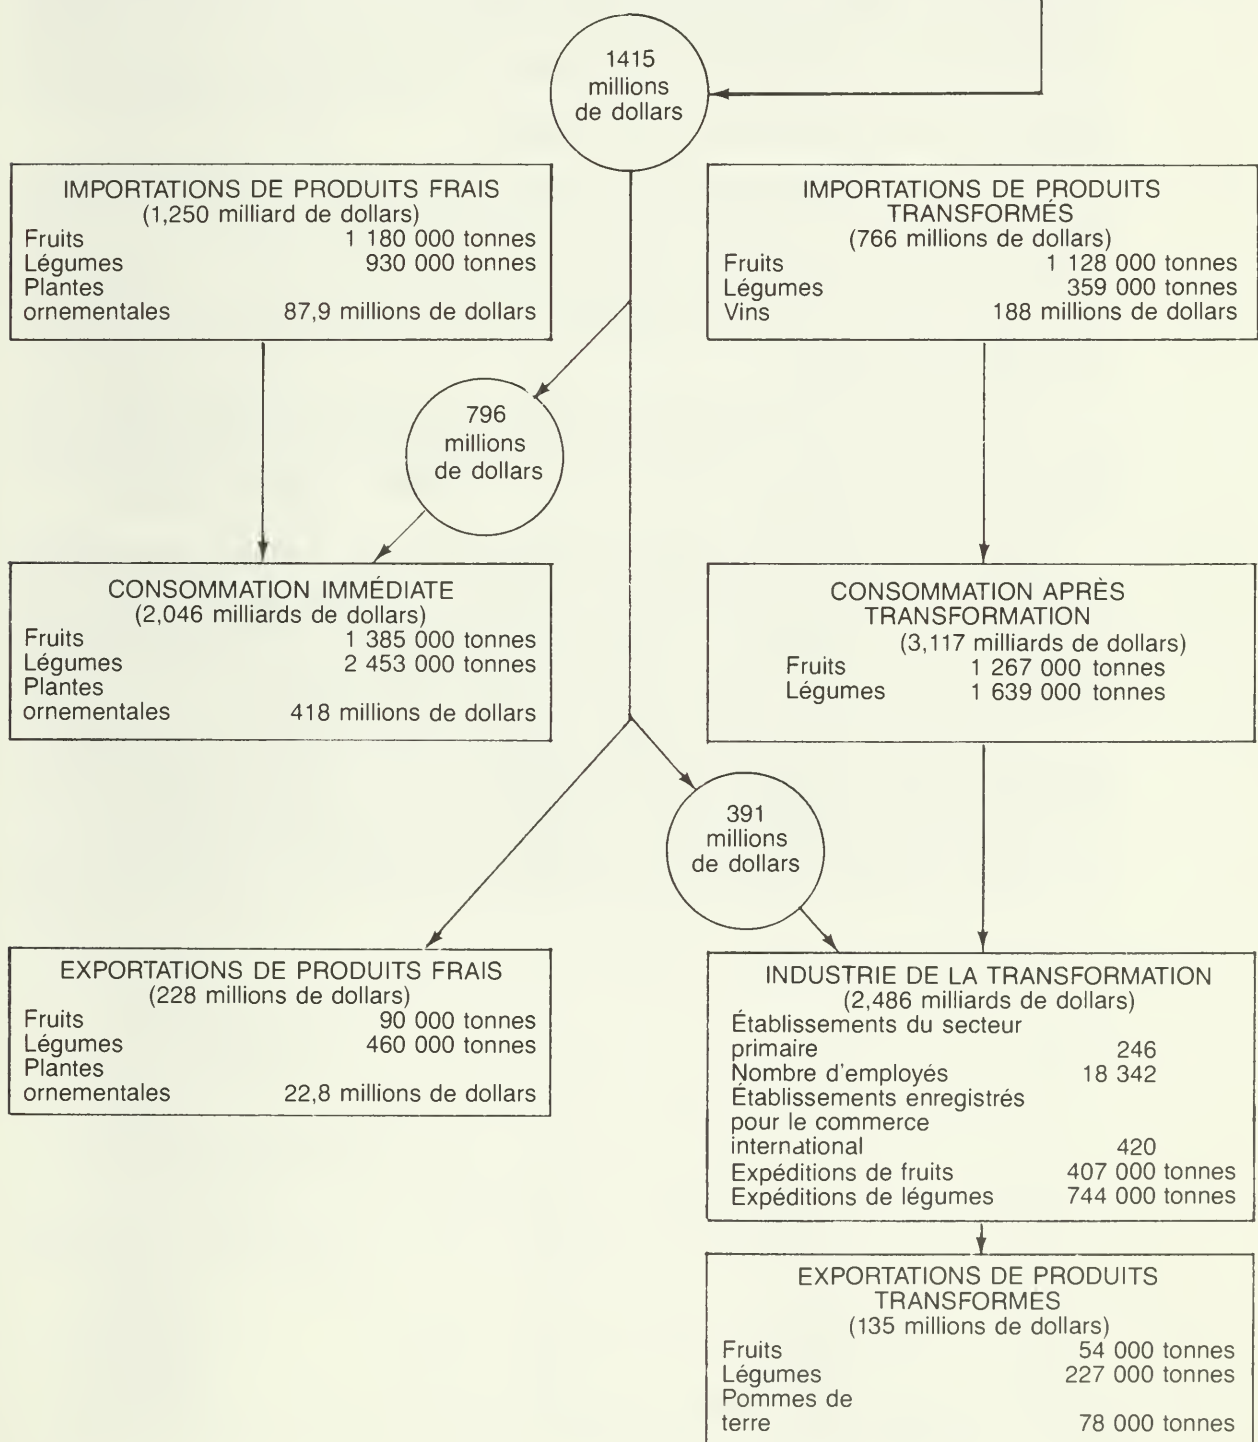 1415
millions
de dollars
IMPORTATIONS DE PRODUITS FRAIS
(1,250 milliard de dollars)
Fruits 1 180 000 tonnes
Légumes 930 000 tonnes
Plantes
ornementales 87,9 millions de dollars
IMPORTATIONS DE PRODUITS
TRANSFORMÉS
(766 millions de dollars)
Fruits 1 128 000 tonnes
Légumes 359 000 tonnes
Vins 188 millions de dollars
796
millions
de dollars
CONSOMMATION IMMÉDIATE
(2,046 milliards de dollars)
Fruits 1 385 000 tonnes
Légumes 2 453 000 tonnes
Plantes
ornementales 418 millions de dollars
CONSOMMATION APRÈS
TRANSFORMATION
(3,117 milliards de dollars)
Fruits 1 267 000 tonnes
Légumes 1 639 000 tonnes
391
millions
de dollars
EXPORTATIONS DE PRODUITS FRAIS
(228 millions de dollars)
Fruits 90 000 tonnes
Légumes 460 000 tonnes
Plantes
ornementales 22,8 millions de dollars
INDUSTRIE DE LA TRANSFORMATION
(2,486 milliards de dollars)
Établissements du secteur
primaire 246
Nombre d'employés 18 342
Établissements enregistrés
pour le commerce
international 420
Expéditions de fruits 407 000 tonnes
Expéditions de légumes 744 000 tonnes
EXPORTATIONS DE PRODUITS
TRANSFORMÉS
(135 millions de dollars)
Fruits 54 000 tonnes
Légumes 227 000 tonnes
Pommes de
terre 78 000 tonnes